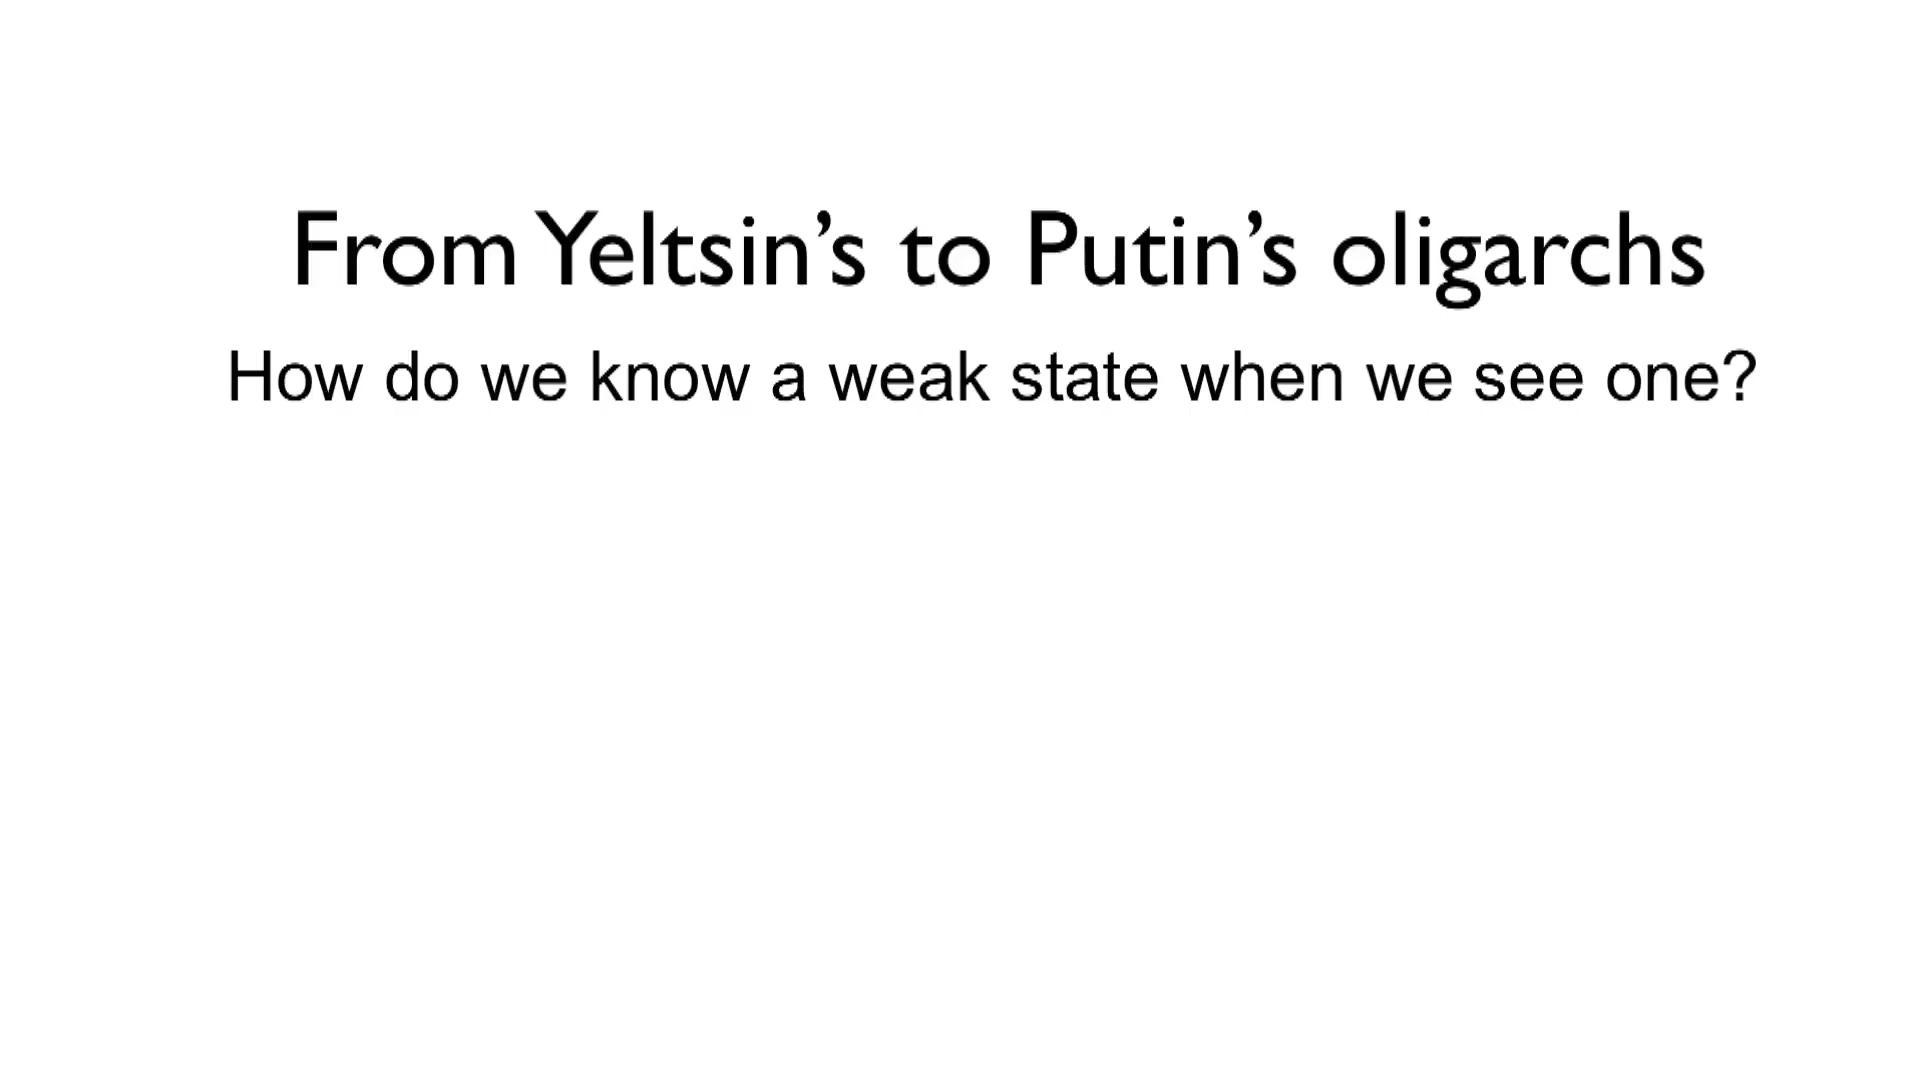 From Yeltsin’s to Putin’s oligarchs
How do we know a weak state when we see one?